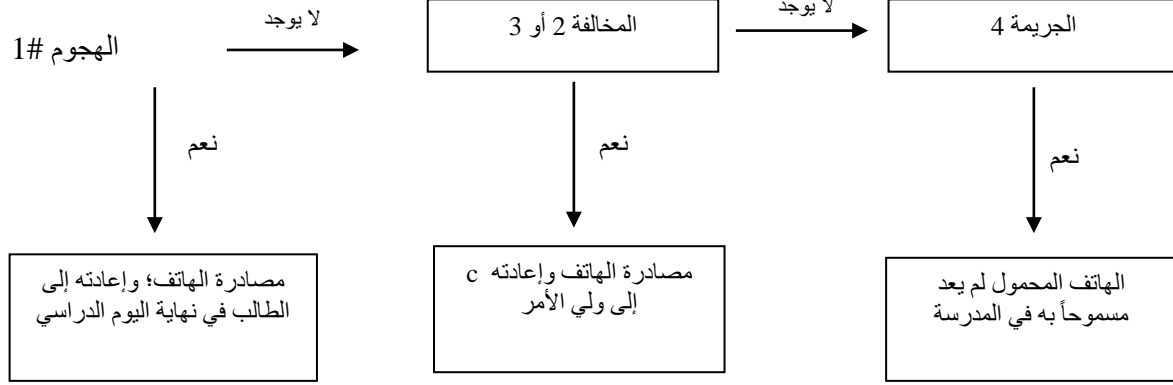 الهجوم #1
لا يوجد
المخالفة 2 أو 3
لا يوجد
الجريمة 4
نعم
نعم
نعم
مصادرة الهاتف؛ وإعادته إلى
الطالب في نهاية اليوم الدراسي
مصادرة الهاتف وإعادته c
إلى ولي الأمر
الهاتف المحمول لم يعد
مسموحاً به في المدرسة